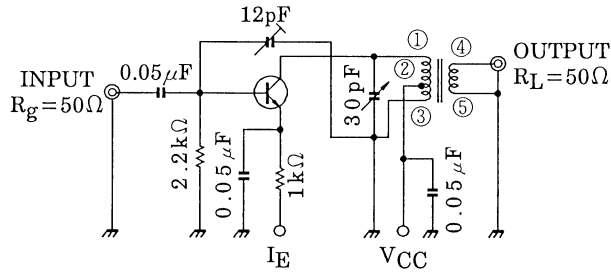 12pF
INPUT
Rg=50Ω
0.05μF
2.2kΩ
0.05μF
1kΩ
IE
30pF
①
②
③
④
⑤
OUTPUT
RL=50Ω
VCC
0.05μF